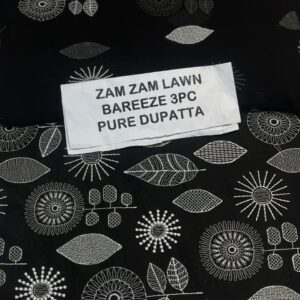 ZAM ZAM LAWN
BAREEZE 3PC
PURE DUPATTA